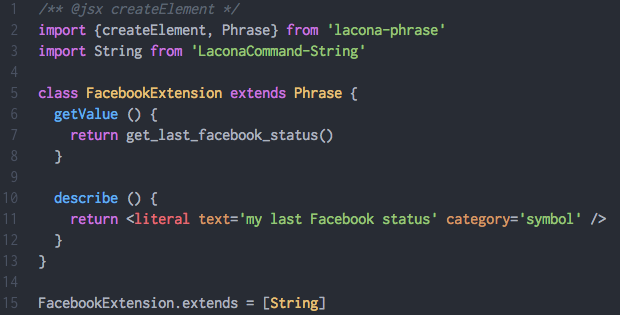 1 /** @jsx createElement */
2 import {createElement, Phrase} from 'lacona-phrase'
3 import String from 'LaconaCommand-String'
4
5 class FacebookExtension extends Phrase {
6   getValue () {
7     return get_last_facebook_status()
8   }
9
10   describe () {
11     return <literal text='my last Facebook status' category='symbol' />
12   }
13 }
14
15 FacebookExtension.extends = [String]